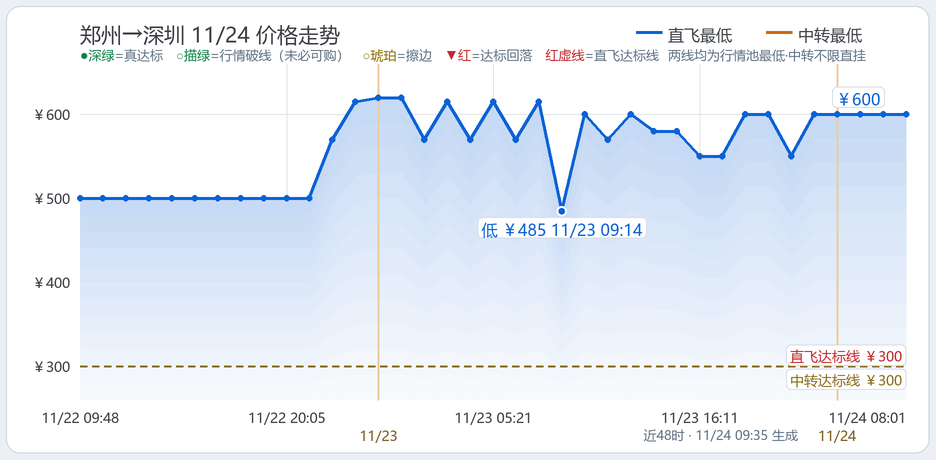 郑州→深圳 11/24 价格走势
直飞最低 中转最低
●深绿=真达标 ○描绿=行情破线（未必可购） ○琥珀=擦边 ▼红=达标回落 红虚线=直飞达标线 两线均为行情池最低·中转不限直挂
¥600
¥600
¥500
低 ¥485 11/23 09:14
¥400
直飞达标线 ¥300
¥300
中转达标线 ¥300
11/22 09:48 11/22 20:05 11/23 05:21 11/23 16:11 11/24 08:01
11/23 近48时 · 11/24 09:35 生成 11/24